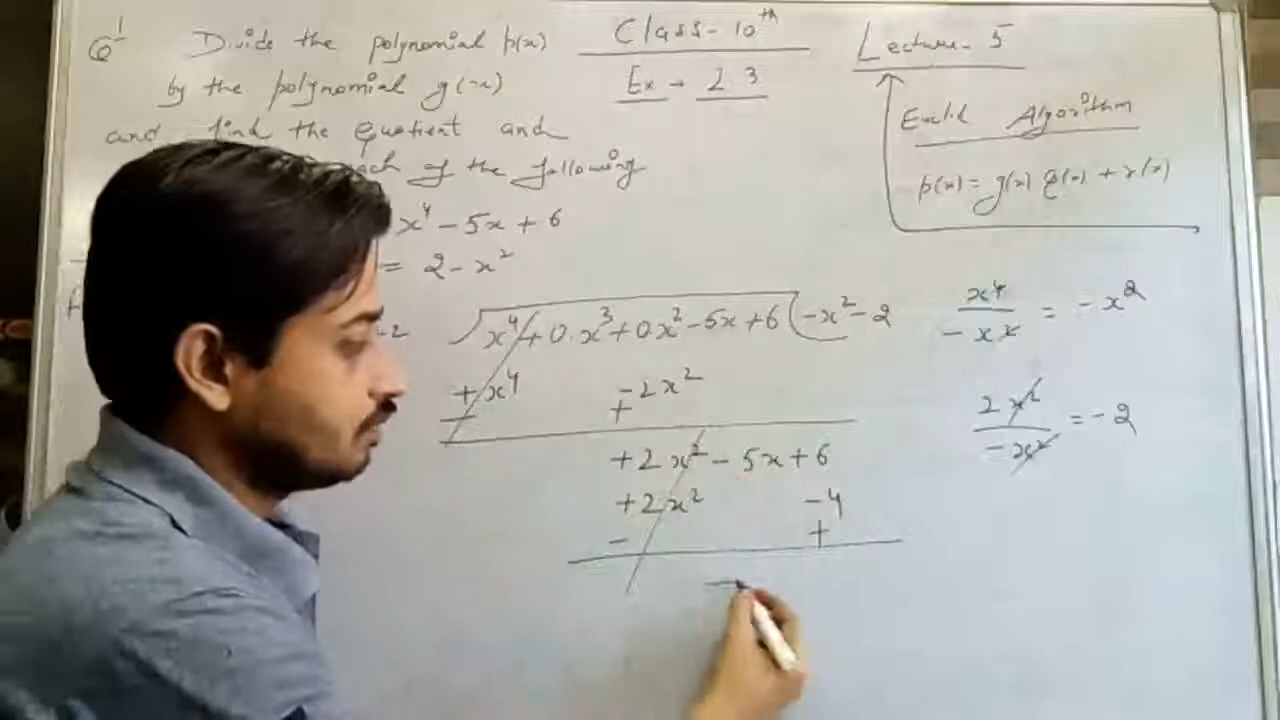 Q1 Divide the polynomial p(x)
by the polynomial g(x)
and find the quotient and
each of the following
x⁴ - 5x + 6
= 2 - x²
Class - 10th
Ex - 2 3
Lecture - 5
Euclid Algorithm
p(x) = g(x) q(x) + r(x)
-2 ) x⁴ + 0.x³ + 0x² - 5x + 6 ( -x² - 2
+ x⁴ - 2x²
- +
+2x² - 5x + 6
+2x² - 4
- +
x⁴ / -x² = -x²
2x² / -x² = -2